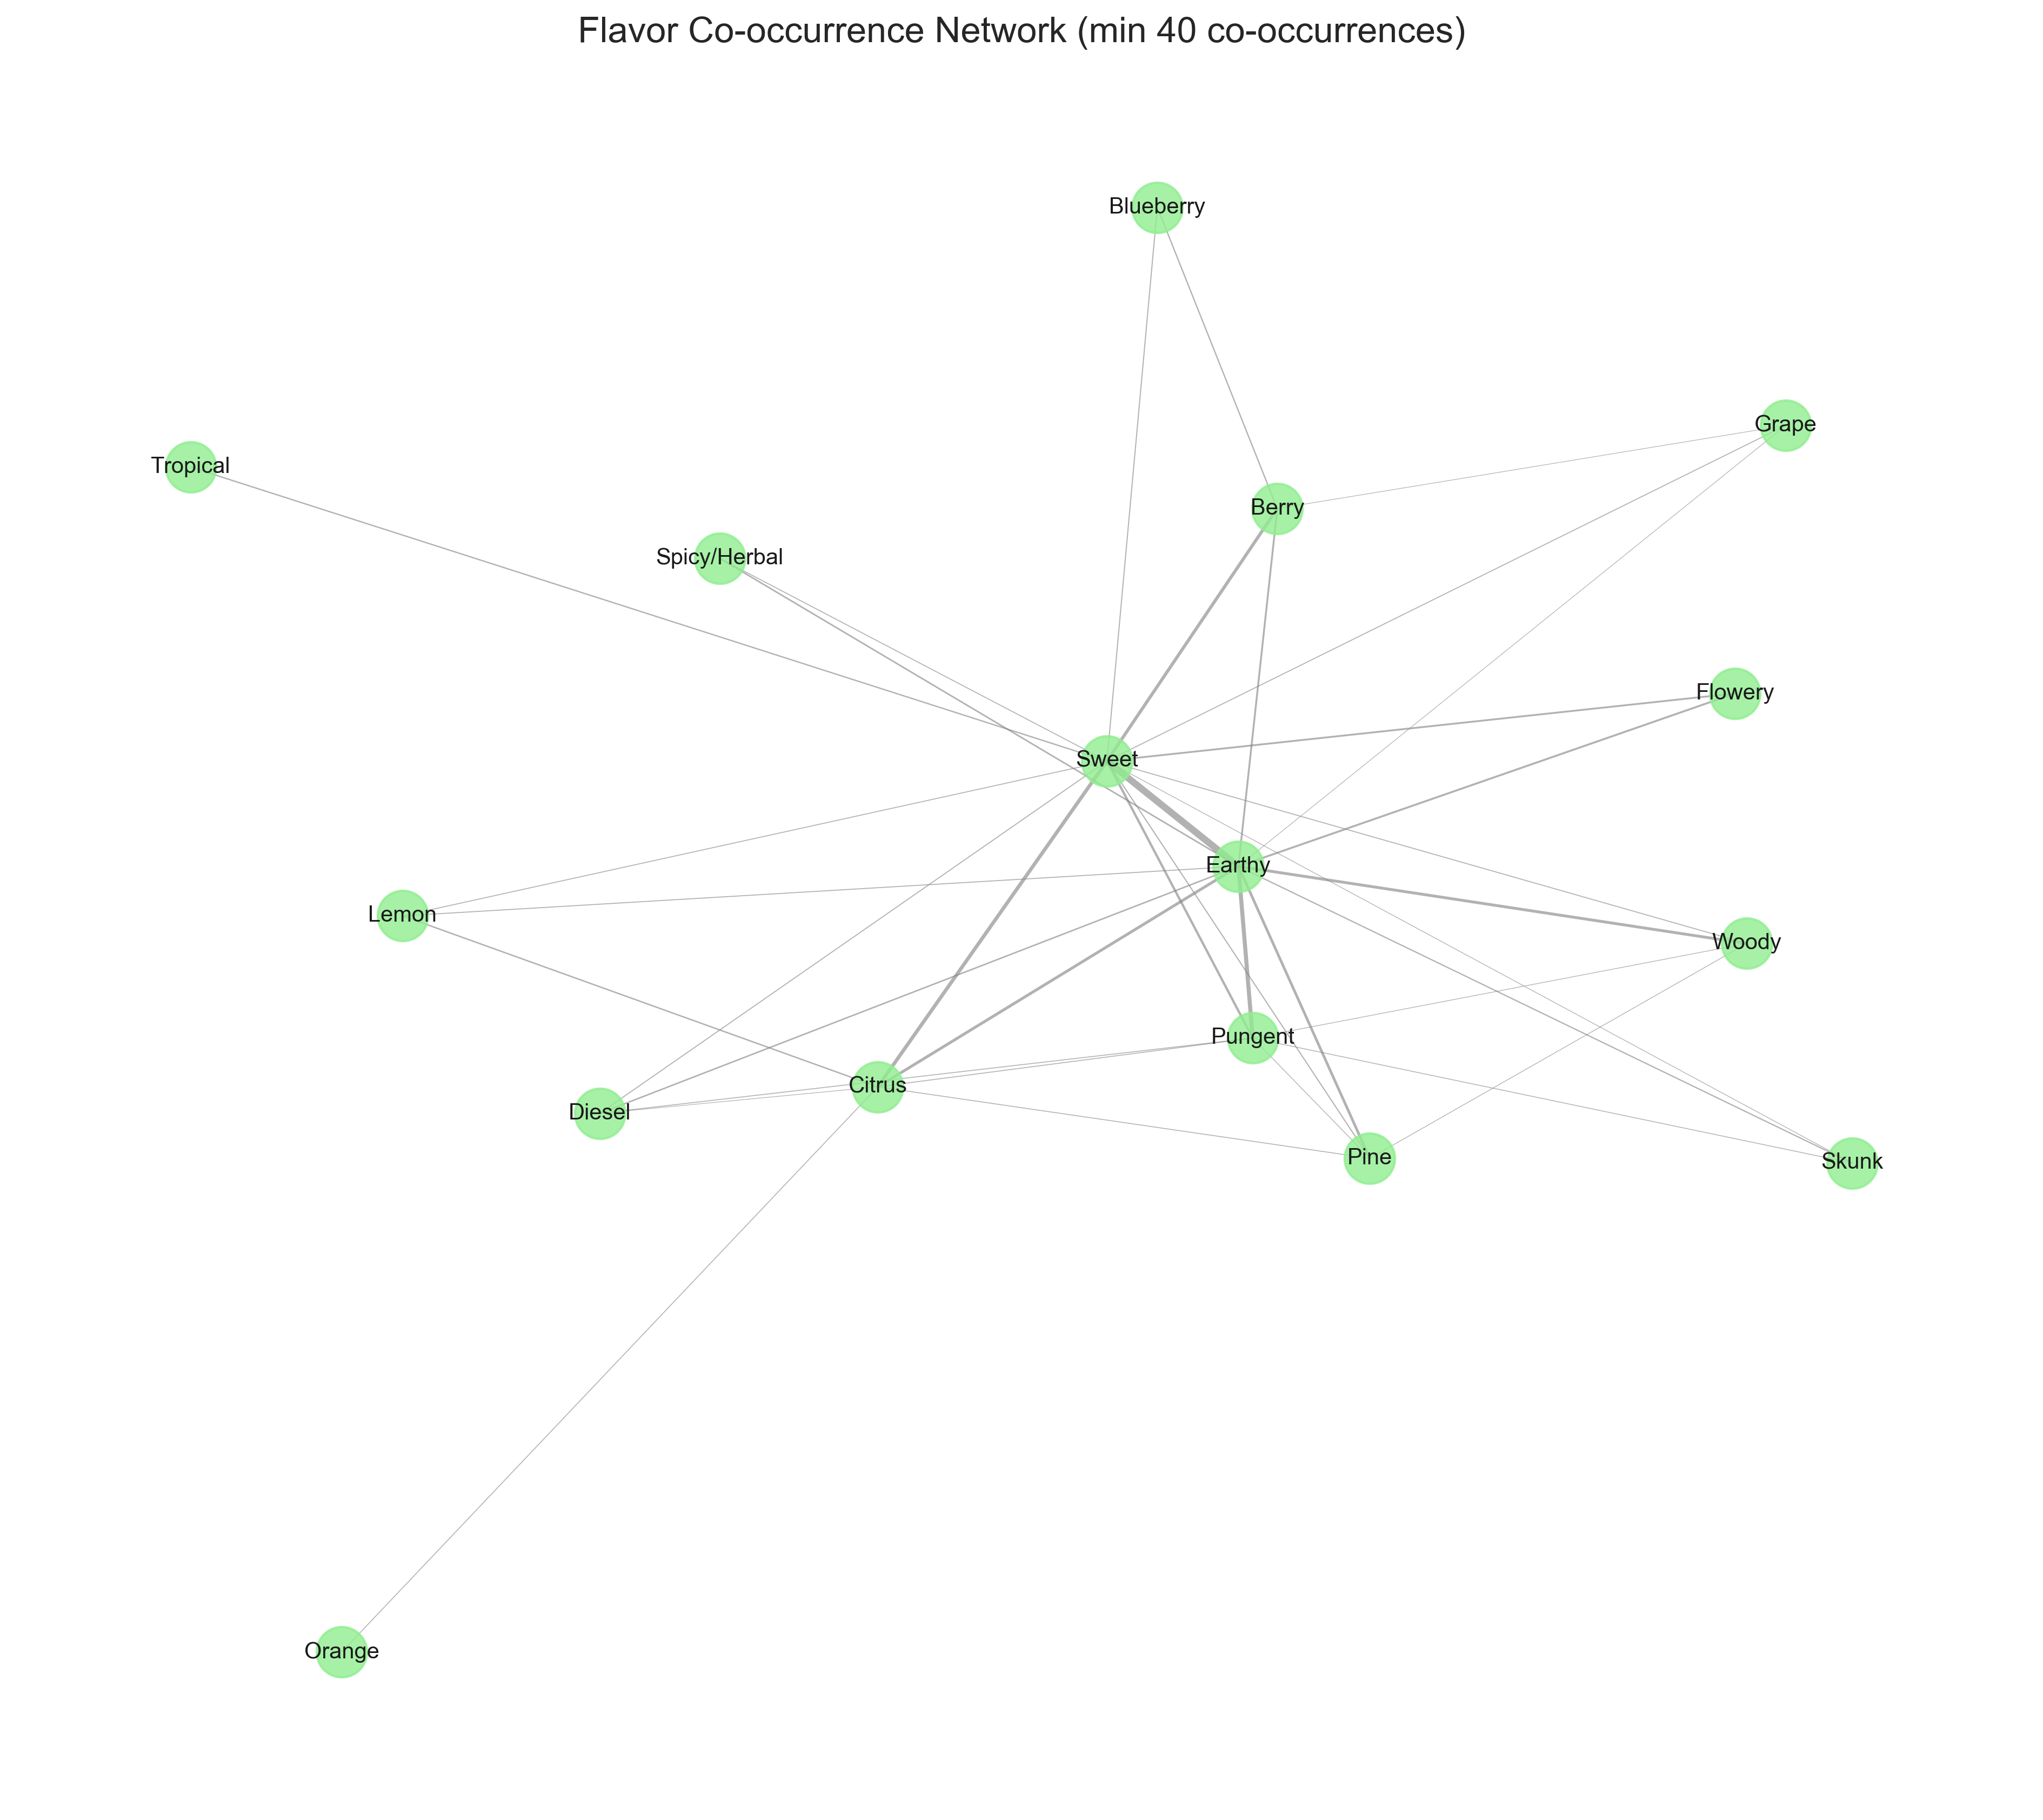 Flavor Co-occurrence Network (min 40 co-occurrences)
Blueberry
Grape
Tropical
Berry
Spicy/Herbal
Flowery
Sweet
Earthy
Lemon
Woody
Pungent
Citrus
Diesel
Pine
Skunk
Orange